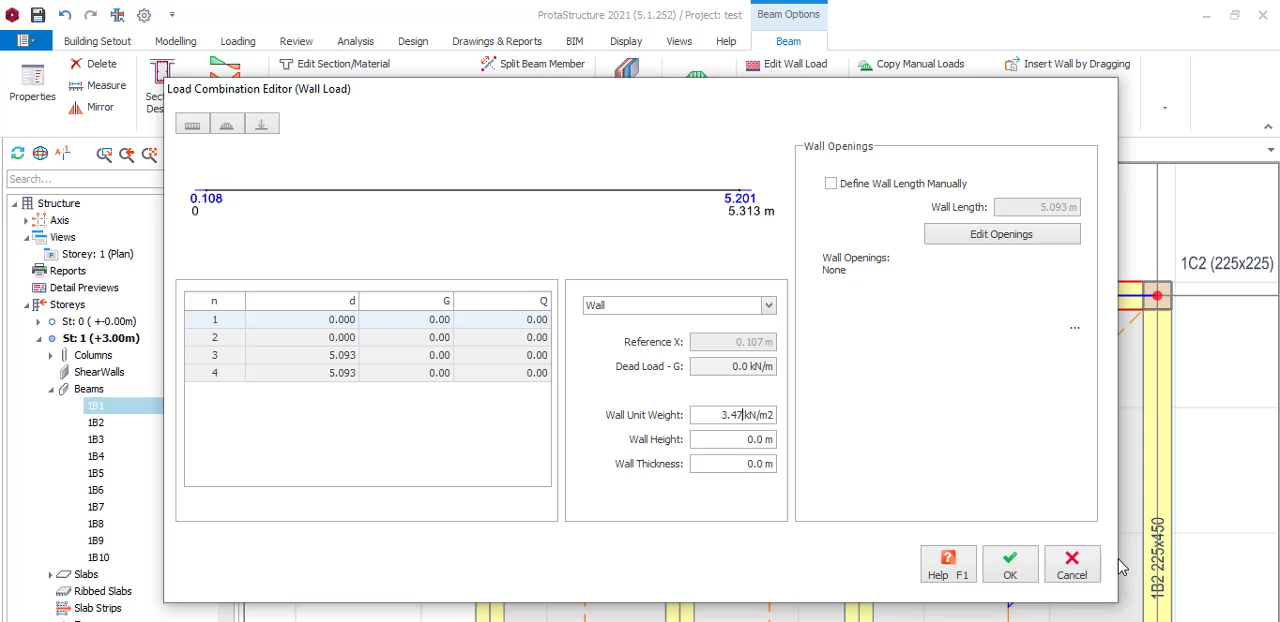 ProtaStructure 2021 (5.1.252) / Project: test
Beam Options
Building Setout
Modelling
Loading
Review
Analysis
Design
Drawings & Reports
BIM
Display
Views
Help
Beam
Properties
Delete
Measure
Mirror
Edit Section/Material
Split Beam Member
Edit Wall Load
Copy Manual Loads
Insert Wall by Dragging
Load Combination Editor (Wall Load)
0.108
0
5.201
5.313 m
n d G Q
1 0.000 0.00 0.00
2 0.000 0.00 0.00
3 5.093 0.00 0.00
4 5.093 0.00 0.00
Wall
Reference X: 0.107 m
Dead Load - G: 0.0 kN/m
Wall Unit Weight: 3.47 kN/m2
Wall Height: 0.0 m
Wall Thickness: 0.0 m
Wall Openings
Define Wall Length Manually
Wall Length: 5.093 m
Edit Openings
Wall Openings:
None
...
Help F1
OK
Cancel
Search...
Structure
Axis
Views
Storey: 1 (Plan)
Reports
Detail Previews
Storeys
St: 0 ( +-0.00m)
St: 1 (+3.00m)
Columns
ShearWalls
Beams
1B1
1B2
1B3
1B4
1B5
1B6
1B7
1B8
1B9
1B10
Slabs
Ribbed Slabs
Slab Strips
1C2 (225x225)
1B2 225x450